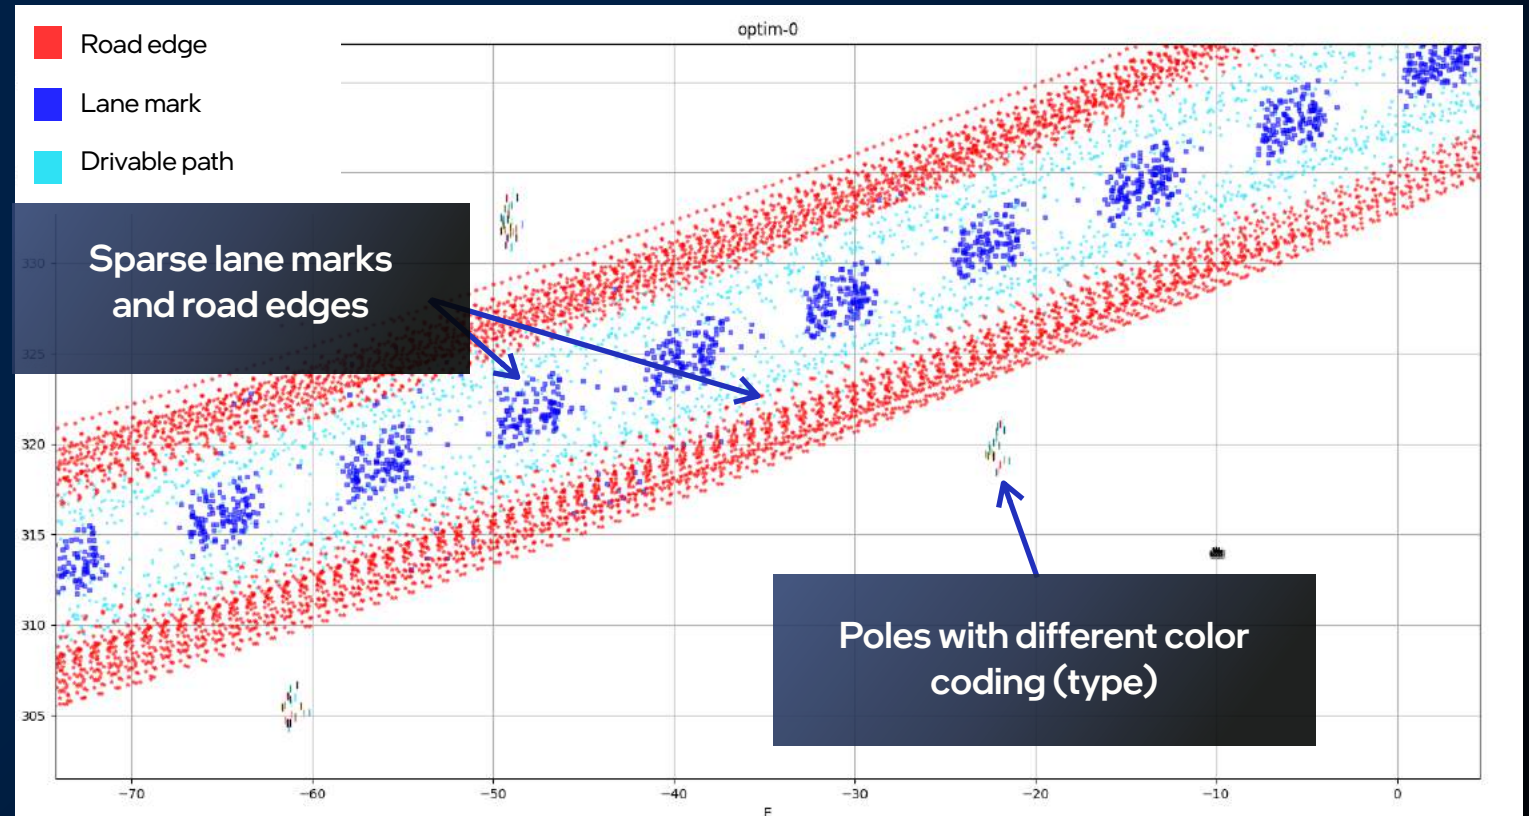 optim-0
Road edge
Lane mark
Drivable path
Sparse lane marks
and road edges
330
325
320
315
310
305
Poles with different color
coding (type)
−70
−60
−50
−40
−30
−20
−10
0